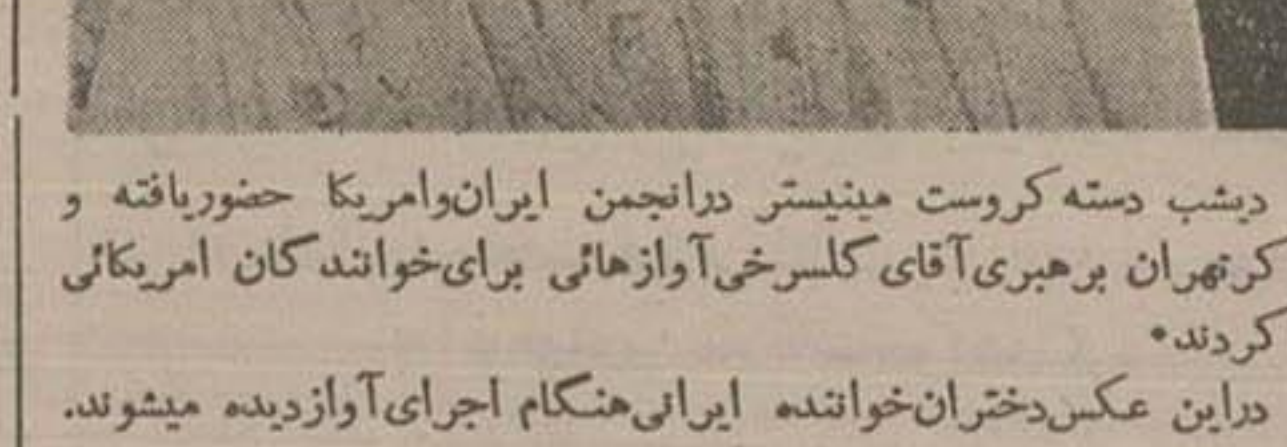 دیشب دسته کروست مینیستر درانجمن ایران‌وامریکا حضوریافته و
کرتهران برهبری‌آقای گلسرخی‌آوازهائی برای‌خوانندگان امریکائی
کردند.
دراین عکس‌دختران‌خواننده ایرانی‌هنگام اجرای‌آوازدیده میشوند.